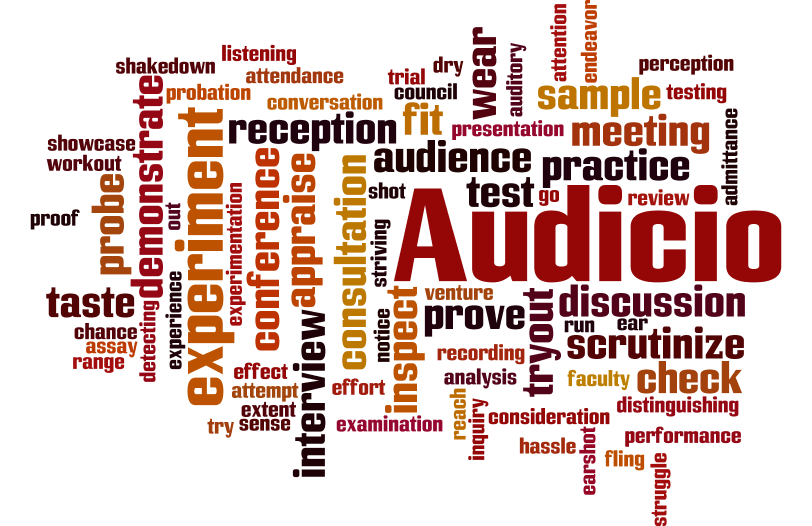 attention
endeavor
listening
wear
auditory
shakedown
attendance
trial
dry
perception
probation
conversation
council
sample
testing
demonstrate
experiment
reception
fit
presentation
meeting
admittance
showcase
workout
conference
appraise
consultation
audience
practice
probe
out
experimentation
shot
test
go
review
proof
striving
Audicio
taste
experience
detecting
notice
inspect
venture
prove
tryout
discussion
chance
assay
range
interview
run
ear
scrutinize
effect
attempt
effort
recording
analysis
faculty
check
extent
try
sense
examination
reach
inquiry
consideration
distinguishing
hassle
earshot
performance
fling
struggle